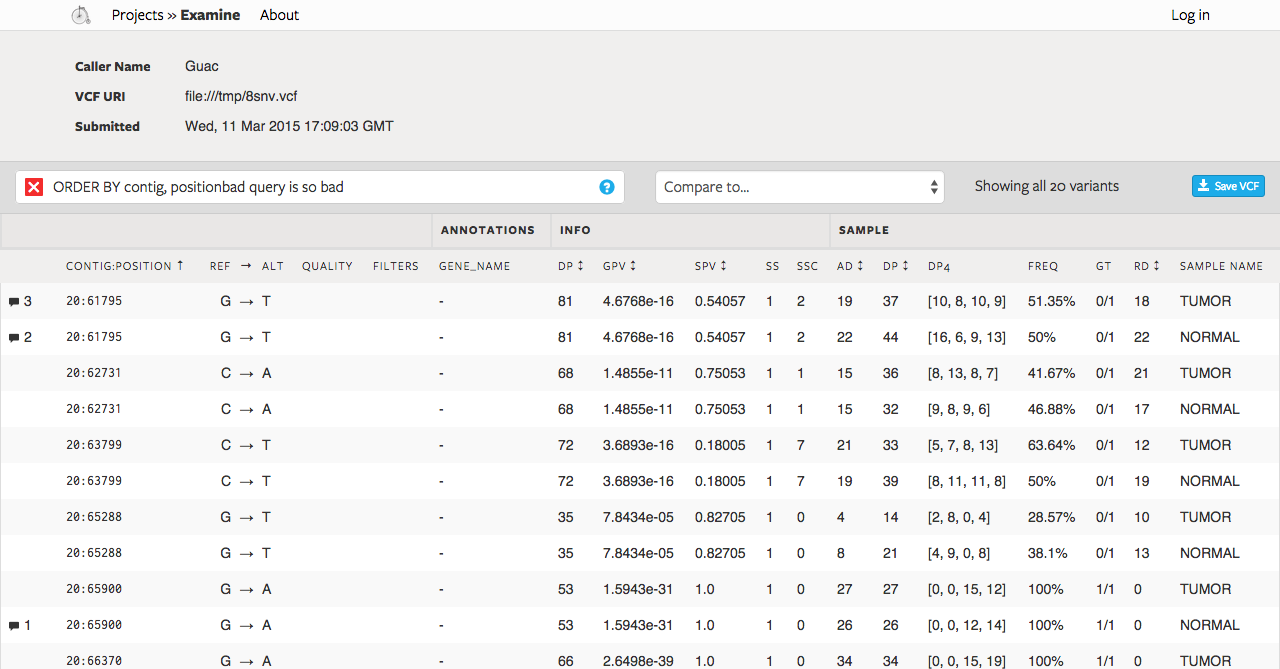 Projects » Examine About Log in
Caller Name Guac
VCF URI file:///tmp/8snv.vcf
Submitted Wed, 11 Mar 2015 17:09:03 GMT
ORDER BY contig, positionbad query is so bad ? Compare to... Showing all 20 variants Save VCF
ANNOTATIONS INFO SAMPLE
CONTIG:POSITION ↑ REF → ALT QUALITY FILTERS GENE_NAME DP ↕ GPV ↕ SPV ↕ SS SSC AD ↕ DP ↕ DP4 FREQ GT RD ↕ SAMPLE NAME
3 20:61795 G → T - 81 4.6768e-16 0.54057 1 2 19 37 [10, 8, 10, 9] 51.35% 0/1 18 TUMOR
2 20:61795 G → T - 81 4.6768e-16 0.54057 1 2 22 44 [16, 6, 9, 13] 50% 0/1 22 NORMAL
20:62731 C → A - 68 1.4855e-11 0.75053 1 1 15 36 [8, 13, 8, 7] 41.67% 0/1 21 TUMOR
20:62731 C → A - 68 1.4855e-11 0.75053 1 1 15 32 [9, 8, 9, 6] 46.88% 0/1 17 NORMAL
20:63799 C → T - 72 3.6893e-16 0.18005 1 7 21 33 [5, 7, 8, 13] 63.64% 0/1 12 TUMOR
20:63799 C → T - 72 3.6893e-16 0.18005 1 7 19 39 [8, 11, 11, 8] 50% 0/1 19 NORMAL
20:65288 G → T - 35 7.8434e-05 0.82705 1 0 4 14 [2, 8, 0, 4] 28.57% 0/1 10 TUMOR
20:65288 G → T - 35 7.8434e-05 0.82705 1 0 8 21 [4, 9, 0, 8] 38.1% 0/1 13 NORMAL
20:65900 G → A - 53 1.5943e-31 1.0 1 0 27 27 [0, 0, 15, 12] 100% 1/1 0 TUMOR
1 20:65900 G → A - 53 1.5943e-31 1.0 1 0 26 26 [0, 0, 12, 14] 100% 1/1 0 NORMAL
20:66370 G → A - 66 2.6498e-39 1.0 1 0 34 34 [0, 0, 15, 19] 100% 1/1 0 TUMOR